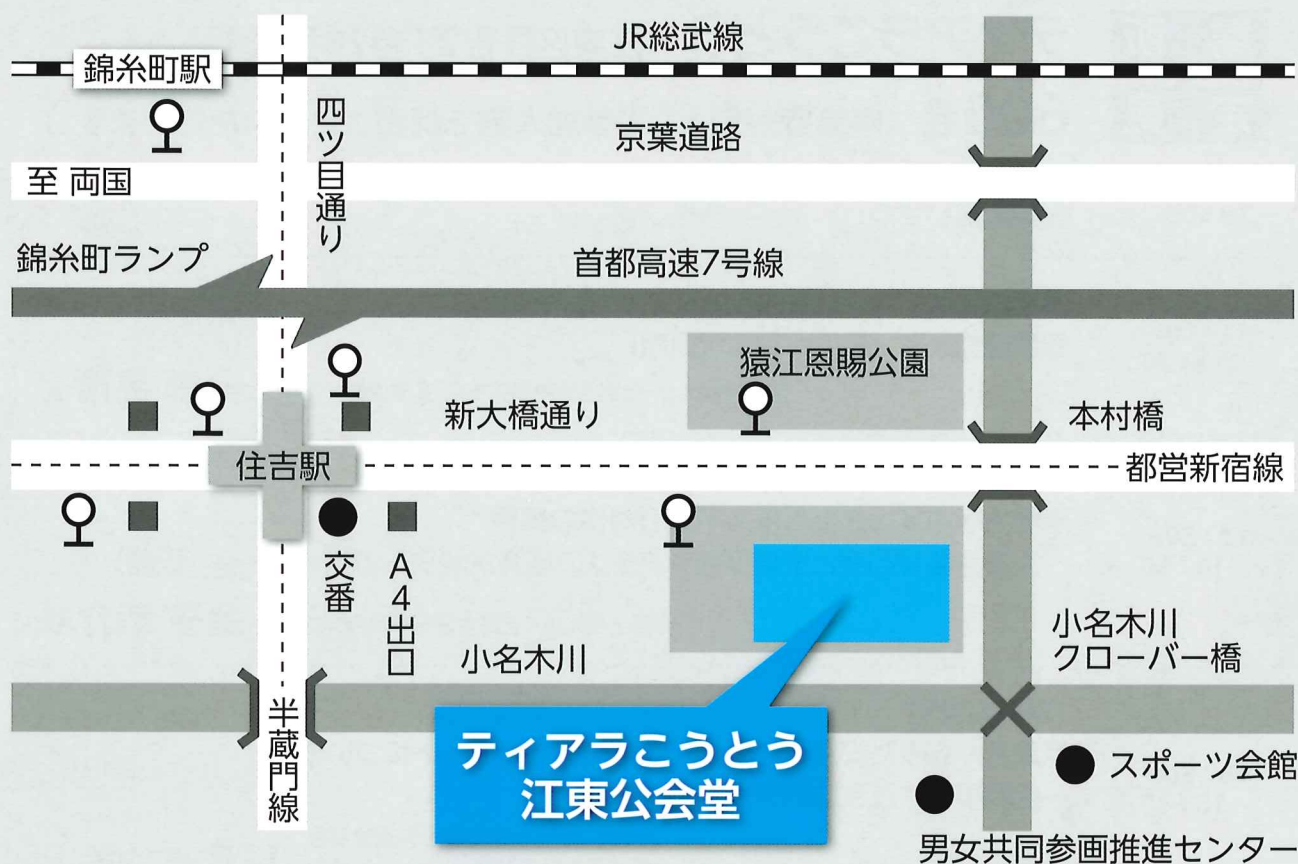 JR総武線
錦糸町駅
四ツ目通り
京葉道路
至 両国
錦糸町ランプ
首都高速7号線
猿江恩賜公園
新大橋通り
本村橋
住吉駅
都営新宿線
交番
A4出口
小名木川
小名木川
クローバー橋
半蔵門線
ティアラこうとう
江東公会堂
スポーツ会館
男女共同参画推進センター